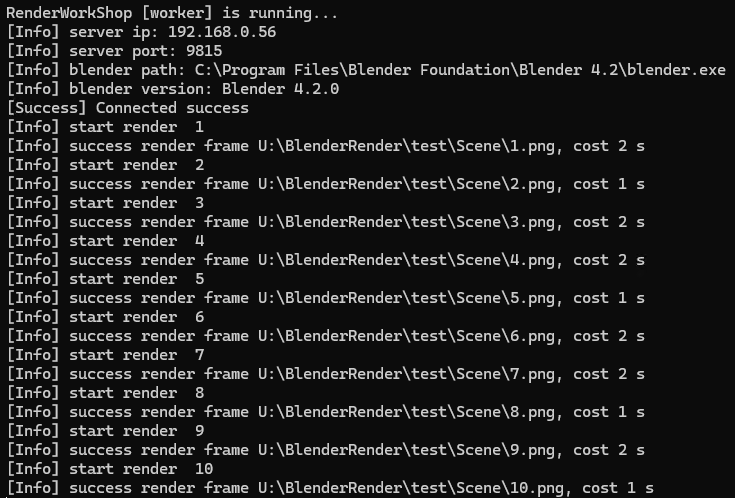 RenderWorkShop [worker] is running...
[Info] server ip: 192.168.0.56
[Info] server port: 9815
[Info] blender path: C:\Program Files\Blender Foundation\Blender 4.2\blender.exe
[Info] blender version: Blender 4.2.0
[Success] Connected success
[Info] start render  1
[Info] success render frame U:\BlenderRender\test\Scene\1.png, cost 2 s
[Info] start render  2
[Info] success render frame U:\BlenderRender\test\Scene\2.png, cost 1 s
[Info] start render  3
[Info] success render frame U:\BlenderRender\test\Scene\3.png, cost 2 s
[Info] start render  4
[Info] success render frame U:\BlenderRender\test\Scene\4.png, cost 2 s
[Info] start render  5
[Info] success render frame U:\BlenderRender\test\Scene\5.png, cost 1 s
[Info] start render  6
[Info] success render frame U:\BlenderRender\test\Scene\6.png, cost 2 s
[Info] start render  7
[Info] success render frame U:\BlenderRender\test\Scene\7.png, cost 2 s
[Info] start render  8
[Info] success render frame U:\BlenderRender\test\Scene\8.png, cost 1 s
[Info] start render  9
[Info] success render frame U:\BlenderRender\test\Scene\9.png, cost 2 s
[Info] start render  10
[Info] success render frame U:\BlenderRender\test\Scene\10.png, cost 1 s